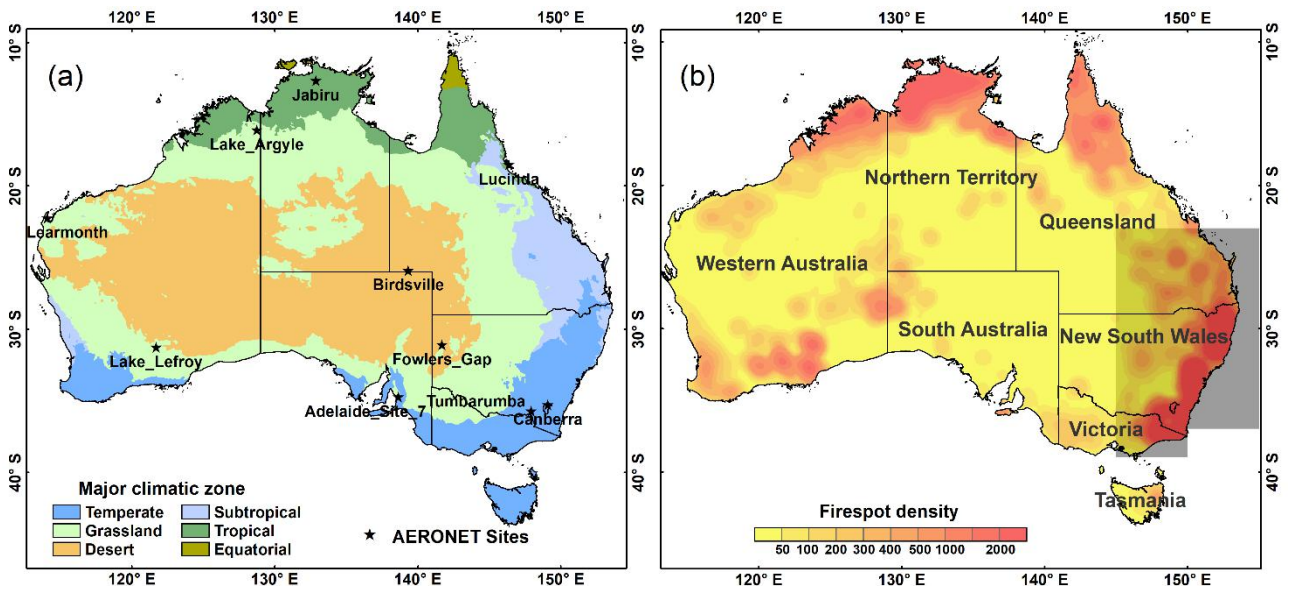 120° E 130° E 140° E 150° E
120° E 130° E 140° E 150° E
10° S
20° S
30° S
40° S
(a)
Jabiru
Lake_Argyle
Lucinda
Learmonth
Birdsville
Lake_Lefroy
Fowlers_Gap
Adelaide_Site_7
Tumbarumba
Canberra
Major climatic zone
Temperate
Subtropical
Grassland
Tropical
Desert
Equatorial
AERONET Sites
120° E 130° E 140° E 150° E
(b)
Northern Territory
Queensland
Western Australia
South Australia
New South Wales
Victoria
Tasmania
Firespot density
50 100 200 300 400 500 1000 2000
10° S
20° S
30° S
40° S
120° E 130° E 140° E 150° E